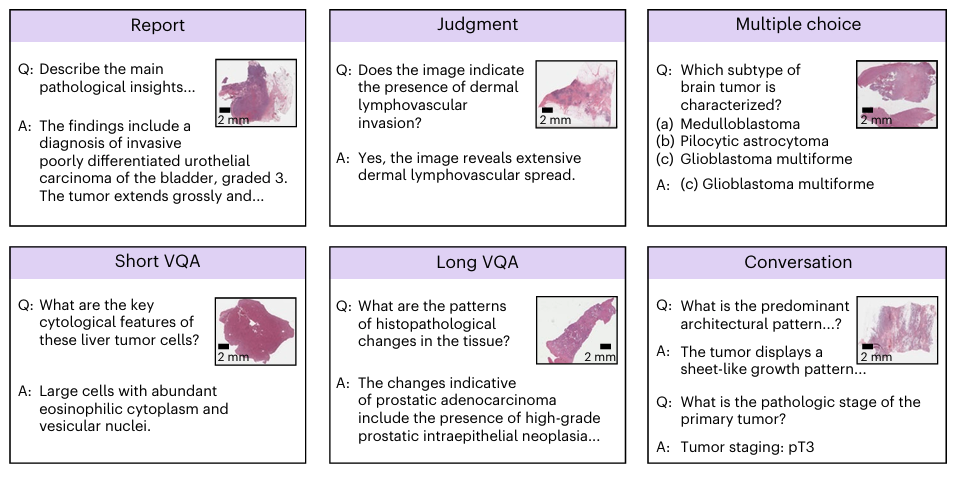 Report
Q: Describe the main
pathological insights...
2 mm
A: The findings include a
diagnosis of invasive
poorly differentiated urothelial
carcinoma of the bladder, graded 3.
The tumor extends grossly and...
Judgment
Q: Does the image indicate
the presence of dermal
lymphovascular
invasion?
2 mm
A: Yes, the image reveals extensive
dermal lymphovascular spread.
Multiple choice
Q: Which subtype of
brain tumor is
characterized?
2 mm
(a) Medulloblastoma
(b) Pilocytic astrocytoma
(c) Glioblastoma multiforme
A: (c) Glioblastoma multiforme
Short VQA
Q: What are the key
cytological features of
these liver tumor cells?
2 mm
A: Large cells with abundant
eosinophilic cytoplasm and
vesicular nuclei.
Long VQA
Q: What are the patterns
of histopathological
changes in the tissue?
2 mm
A: The changes indicative
of prostatic adenocarcinoma
include the presence of high-grade
prostatic intraepithelial neoplasia...
Conversation
Q: What is the predominant
architectural pattern...?
2 mm
A: The tumor displays a
sheet-like growth pattern...
Q: What is the pathologic stage of the
primary tumor?
A: Tumor staging: pT3